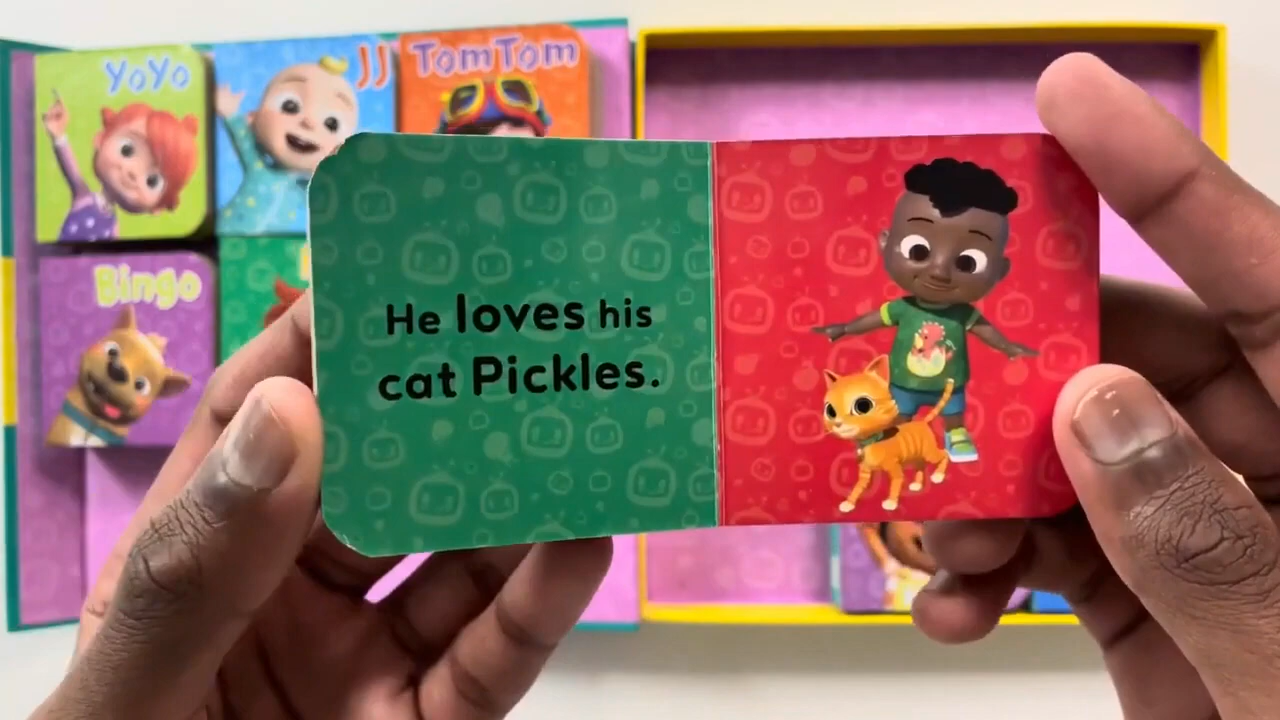 YoYo
JJ
TomTom
Bingo
He loves his
cat Pickles.